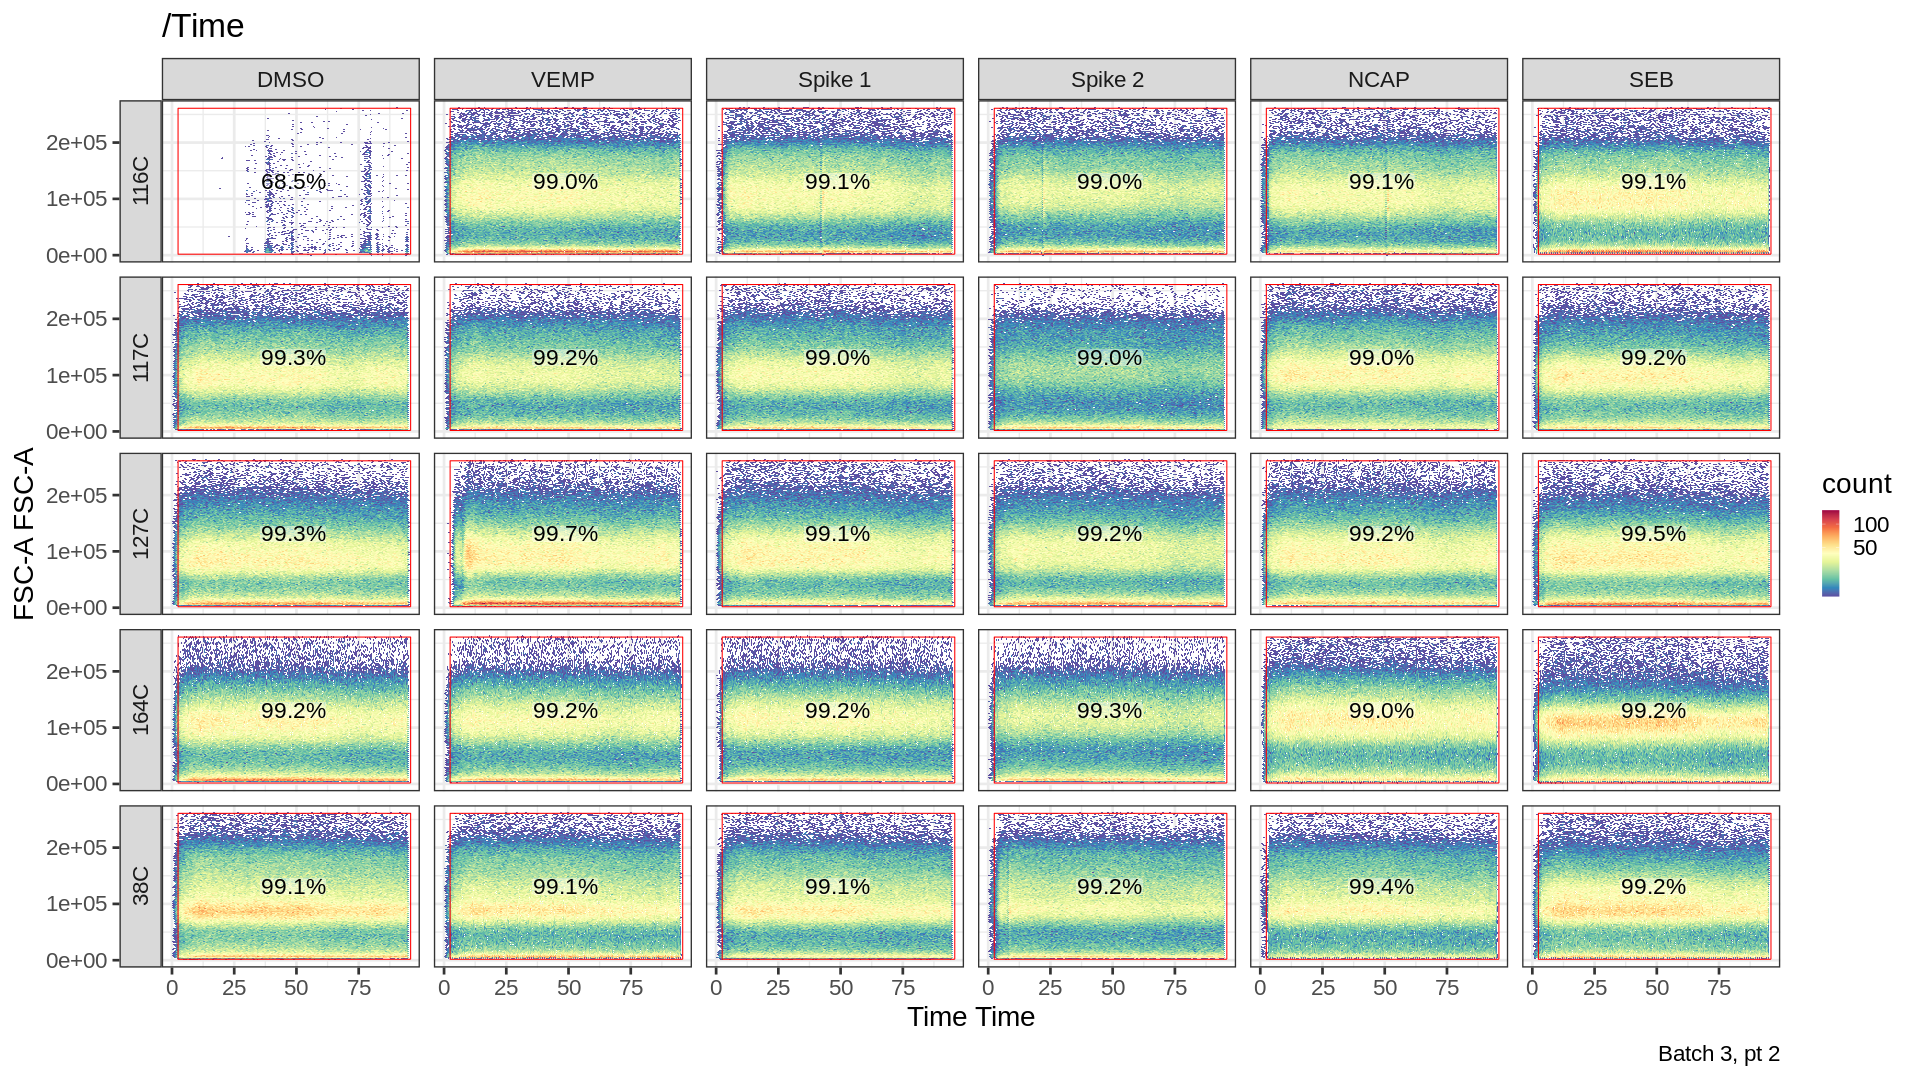 /Time
DMSO VEMP Spike 1 Spike 2 NCAP SEB
116C
2e+05
1e+05
0e+00
68.5% 99.0% 99.1% 99.0% 99.1% 99.1%
117C
2e+05
1e+05
0e+00
99.3% 99.2% 99.0% 99.0% 99.0% 99.2%
127C
2e+05
1e+05
0e+00
99.3% 99.7% 99.1% 99.2% 99.2% 99.5%
164C
2e+05
1e+05
0e+00
99.2% 99.2% 99.2% 99.3% 99.0% 99.2%
38C
2e+05
1e+05
0e+00
99.1% 99.1% 99.1% 99.2% 99.4% 99.2%
0 25 50 75 0 25 50 75 0 25 50 75 0 25 50 75 0 25 50 75 0 25 50 75
FSC-A FSC-A
Time Time
count
100
50
Batch 3, pt 2